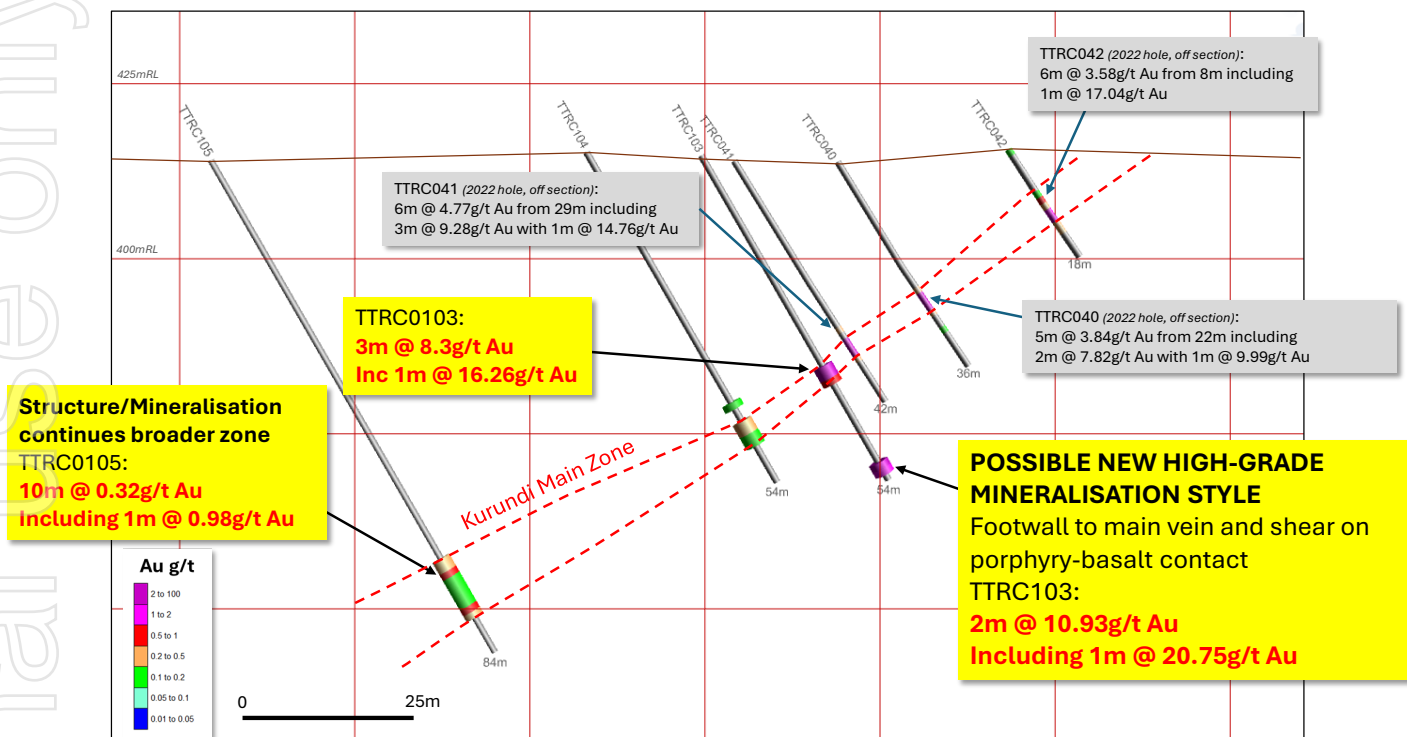 425mRL
400mRL
TTRC105
TTRC104
TTRC103
TTRC041
TTRC040
TTRC042
TTRC042 (2022 hole, off section):
6m @ 3.58g/t Au from 8m including
1m @ 17.04g/t Au
TTRC041 (2022 hole, off section):
6m @ 4.77g/t Au from 29m including
3m @ 9.28g/t Au with 1m @ 14.76g/t Au
18m
TTRC040 (2022 hole, off section):
5m @ 3.84g/t Au from 22m including
2m @ 7.82g/t Au with 1m @ 9.99g/t Au
TTRC0103:
3m @ 8.3g/t Au
Inc 1m @ 16.26g/t Au
36m
42m
Structure/Mineralisation
continues broader zone
TTRC0105:
10m @ 0.32g/t Au
Including 1m @ 0.98g/t Au
Kurundi Main Zone
54m
54m
POSSIBLE NEW HIGH-GRADE
MINERALISATION STYLE
Footwall to main vein and shear on
porphyry-basalt contact
TTRC103:
2m @ 10.93g/t Au
Including 1m @ 20.75g/t Au
84m
Au g/t
2 to 100
1 to 2
0.5 to 1
0.2 to 0.5
0.1 to 0.2
0.05 to 0.1
0.01 to 0.05
0 25m
use only